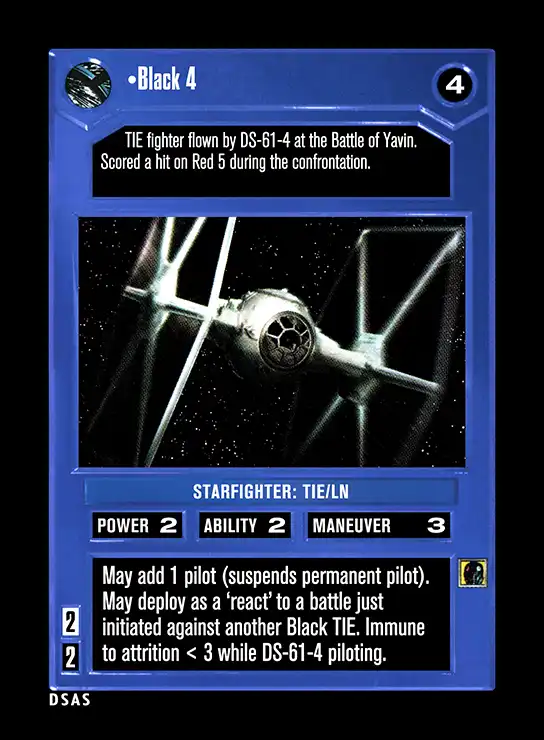 •Black 4
4
TIE fighter flown by DS-61-4 at the Battle of Yavin.
Scored a hit on Red 5 during the confrontation.
STARFIGHTER: TIE/LN
POWER 2 ABILITY 2 MANEUVER 3
May add 1 pilot (suspends permanent pilot).
May deploy as a ‘react’ to a battle just
initiated against another Black TIE. Immune
to attrition < 3 while DS-61-4 piloting.
2
2
DSAS